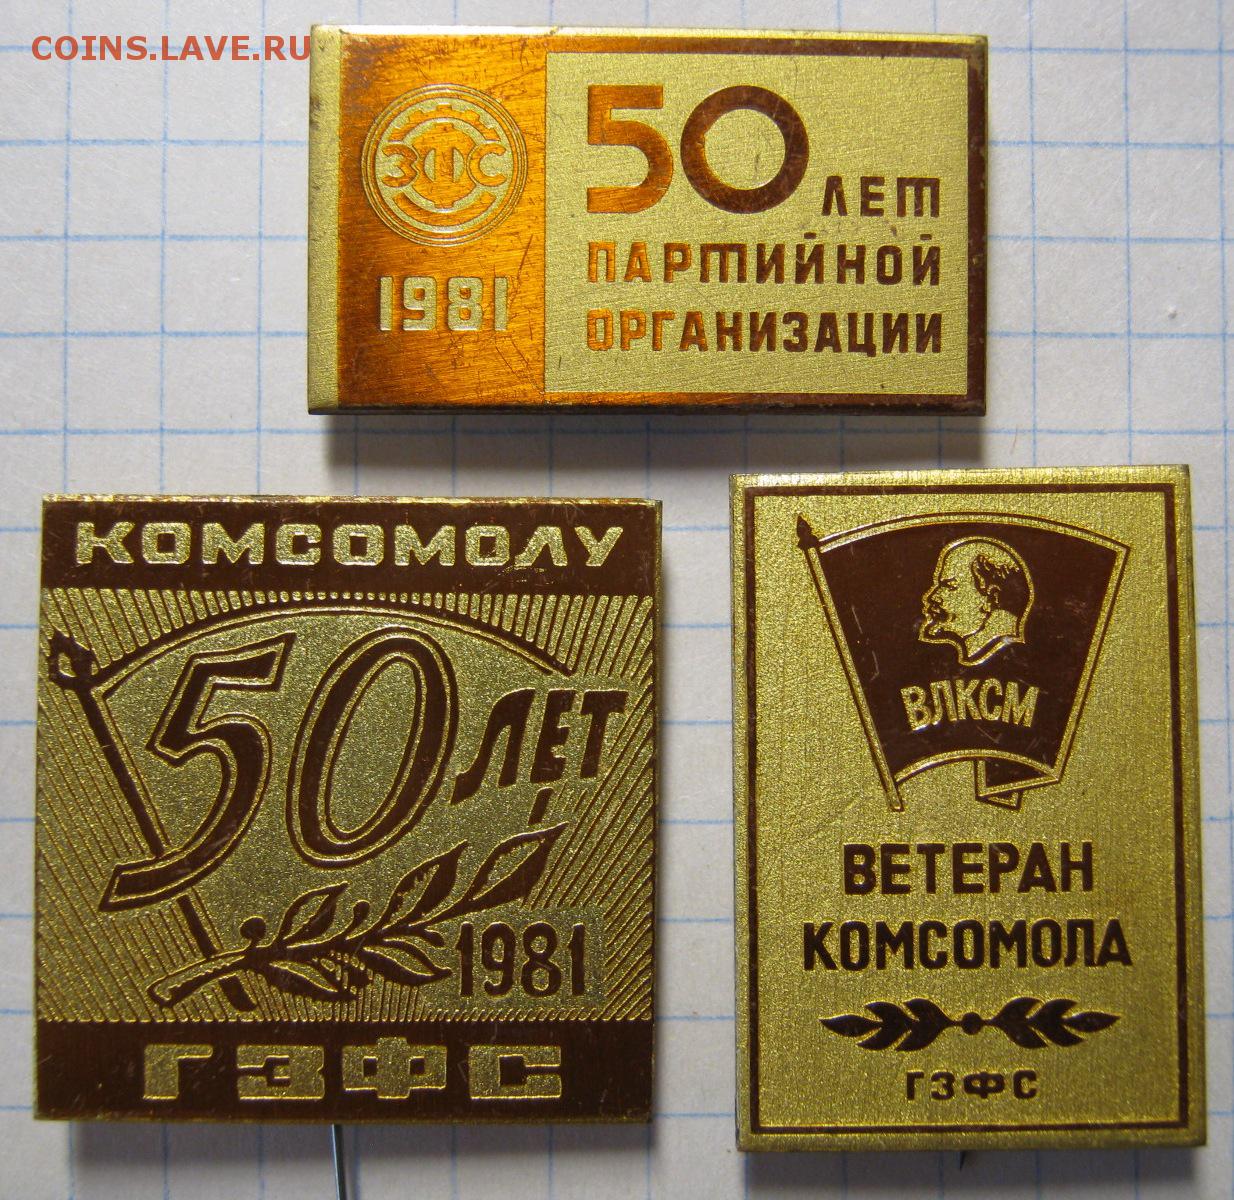 COINS.LAVE.RU
ЗФС
1981
50 ЛЕТ
ПАРТИЙНОЙ
ОРГАНИЗАЦИИ
КОМСОМОЛУ
50 ЛЕТ
1981
ГЗФС
ВЛКСМ
ВЕТЕРАН
КОМСОМОЛА
ГЗФС